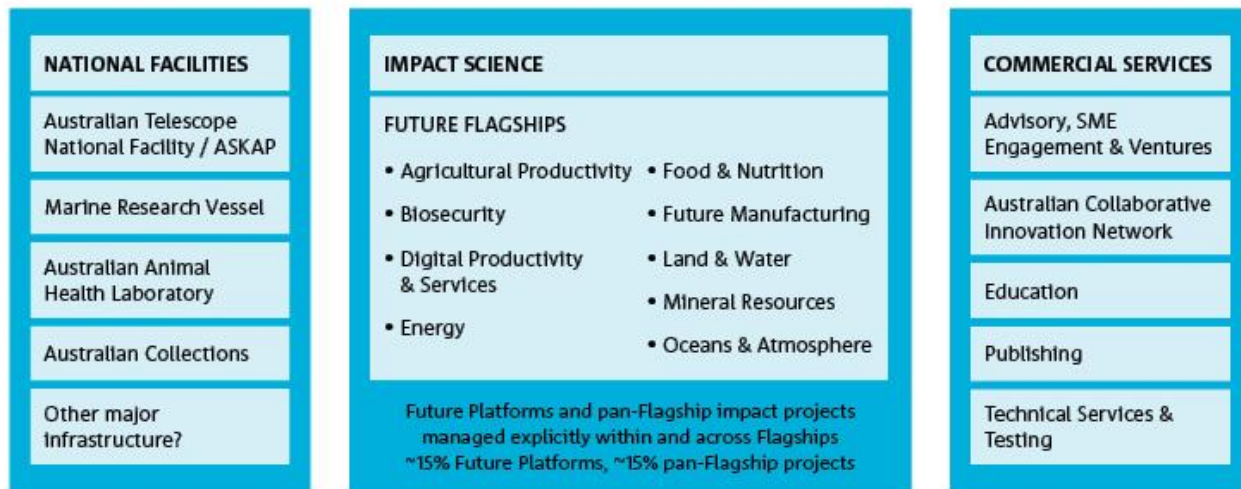 NATIONAL FACILITIES
Australian Telescope
National Facility / ASKAP
Marine Research Vessel
Australian Animal
Health Laboratory
Australian Collections
Other major
infrastructure?
IMPACT SCIENCE
FUTURE FLAGSHIPS
• Agricultural Productivity
• Biosecurity
• Digital Productivity
& Services
• Energy
• Food & Nutrition
• Future Manufacturing
• Land & Water
• Mineral Resources
• Oceans & Atmosphere
Future Platforms and pan-Flagship impact projects
managed explicitly within and across Flagships
~15% Future Platforms, ~15% pan-Flagship projects
COMMERCIAL SERVICES
Advisory, SME
Engagement & Ventures
Australian Collaborative
Innovation Network
Education
Publishing
Technical Services &
Testing